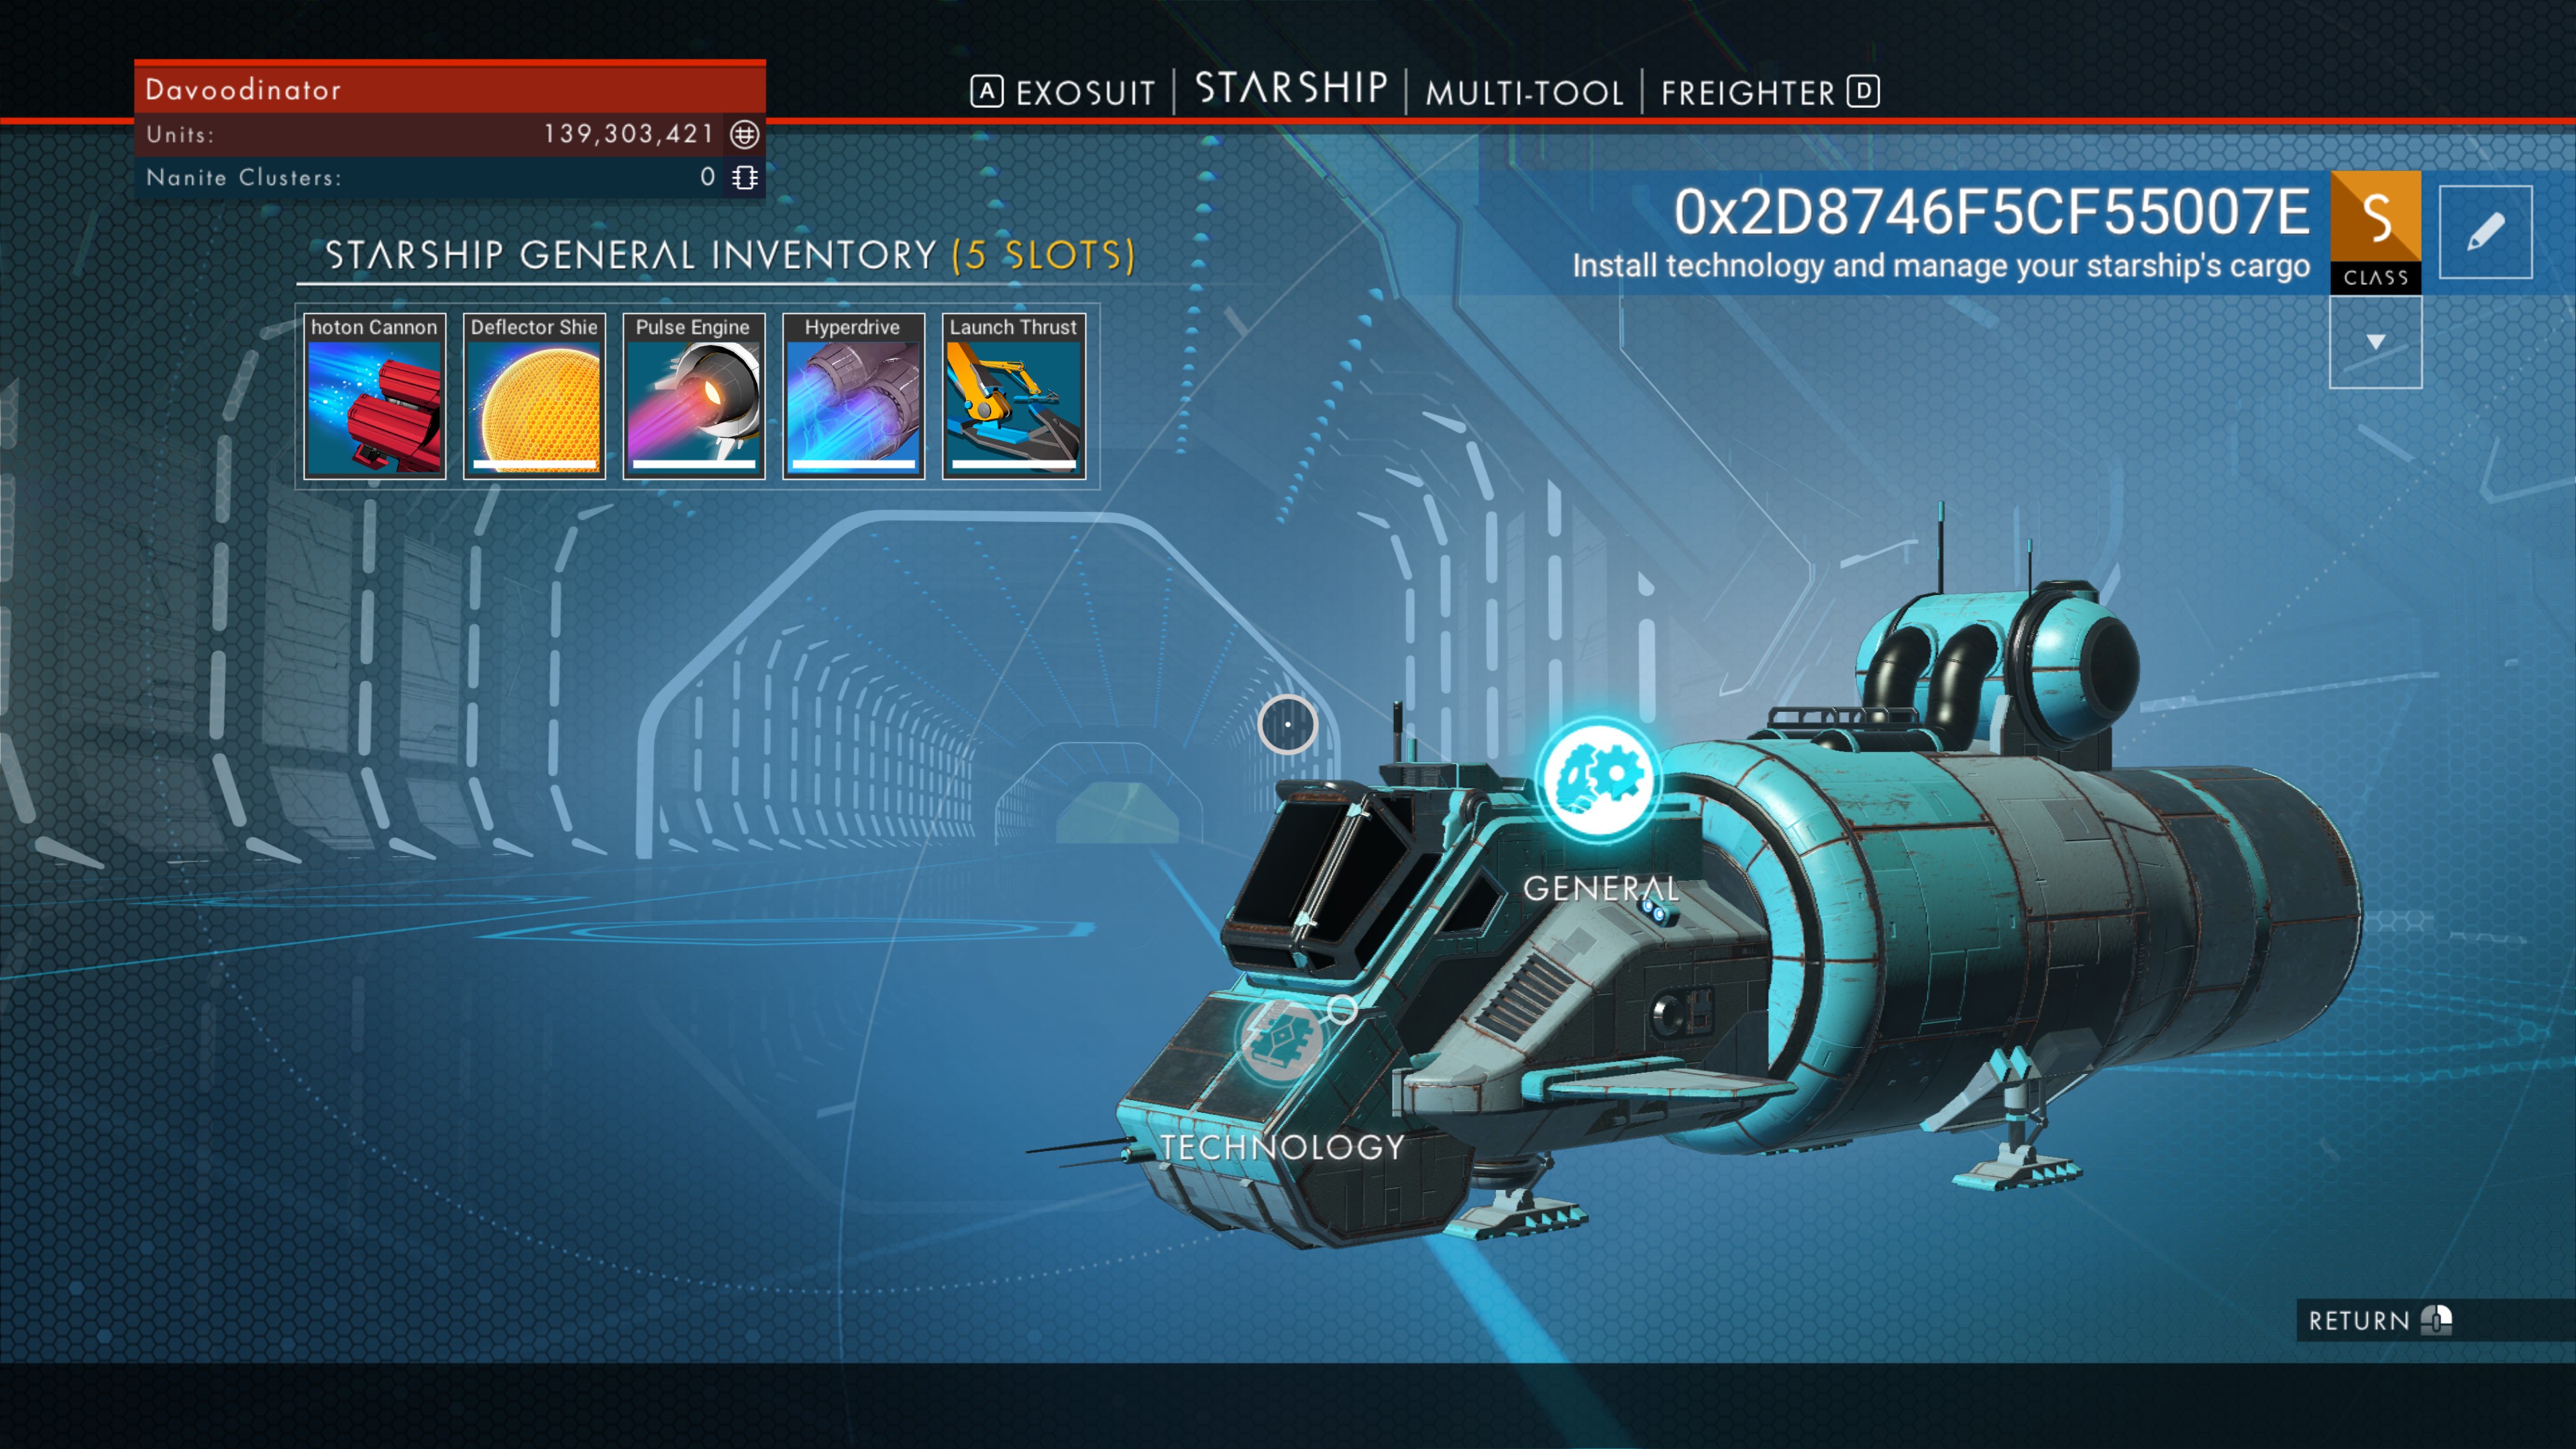 Davoodinator
Units: 139,303,421
Nanite Clusters: 0
A EXOSUIT STARSHIP MULTI-TOOL FREIGHTER D
0x2D8746F5CF55007E
Install technology and manage your starship's cargo
S
CLASS
STARSHIP GENERAL INVENTORY (5 SLOTS)
hoton Cannon Deflector Shie Pulse Engine Hyperdrive Launch Thrust
GENERAL
TECHNOLOGY
RETURN